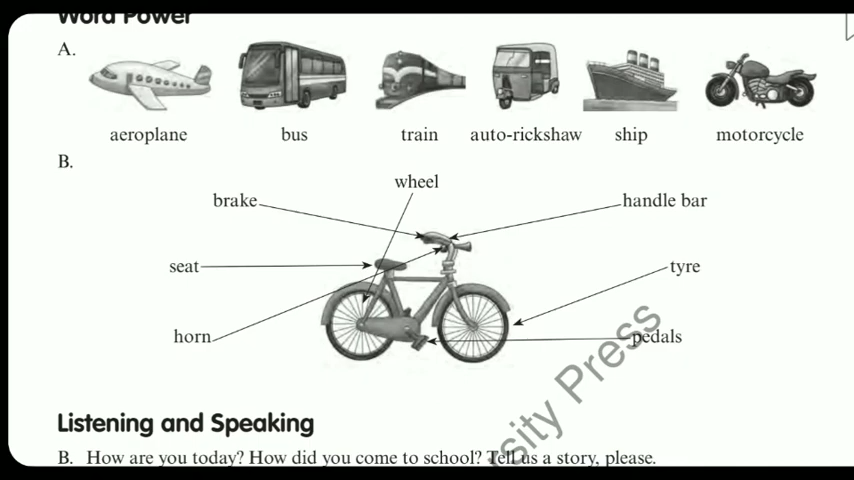 Word Power
A.
aeroplane bus train auto-rickshaw ship motorcycle
B.
wheel
brake handle bar
seat tyre
horn pedals
Listening and Speaking
B. How are you today? How did you come to school? Tell us a story, please.
Press